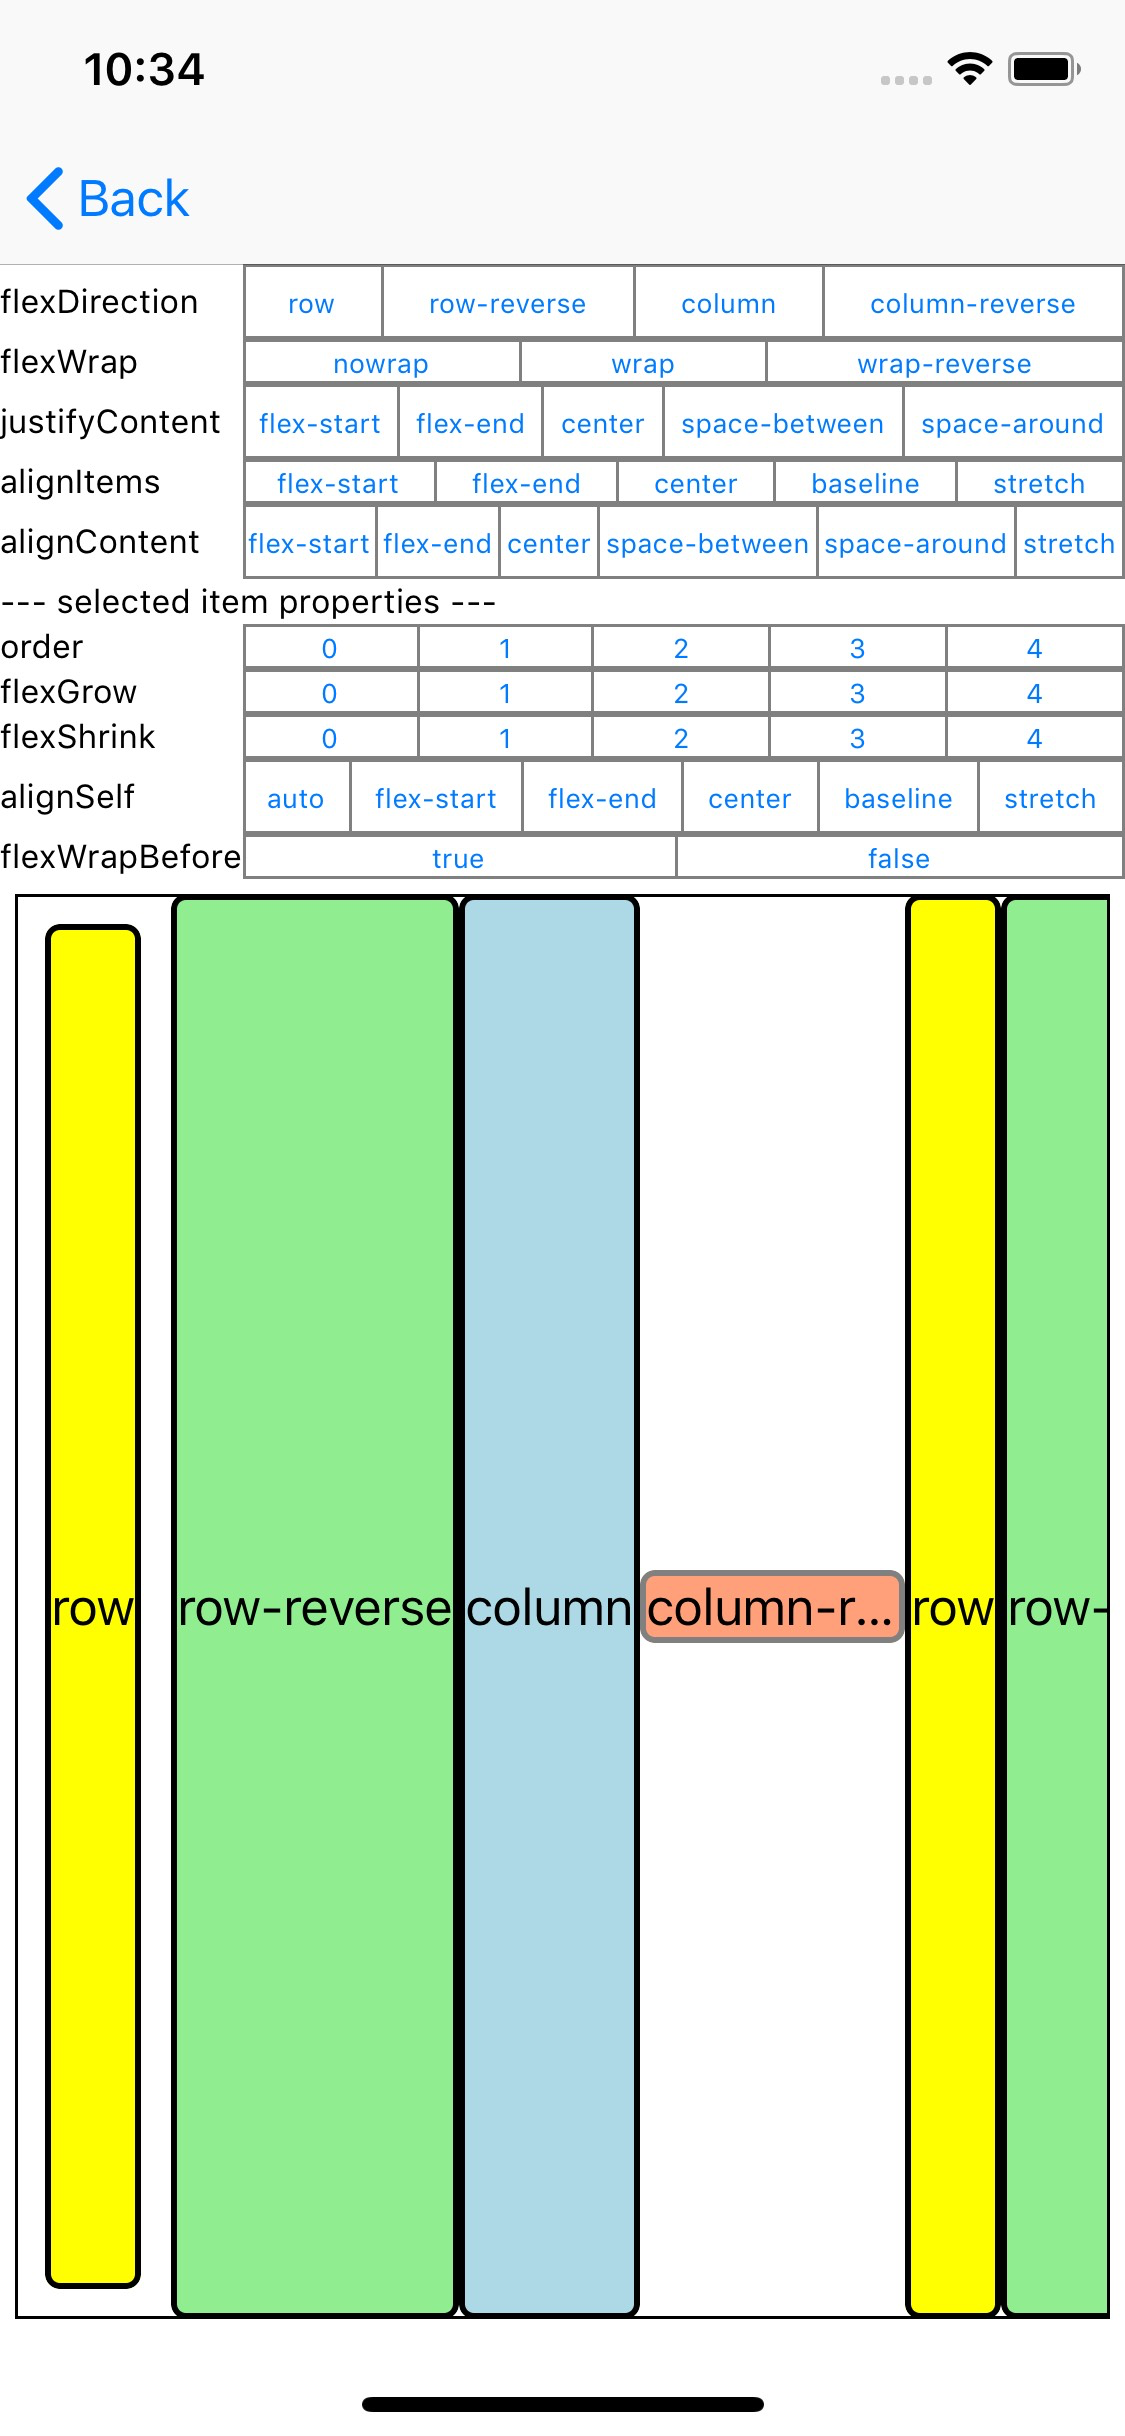 10:34
Back
flexDirection row row-reverse column column-reverse
flexWrap nowrap wrap wrap-reverse
justifyContent flex-start flex-end center space-between space-around
alignItems flex-start flex-end center baseline stretch
alignContent flex-start flex-end center space-between space-around stretch
--- selected item properties ---
order 0 1 2 3 4
flexGrow 0 1 2 3 4
flexShrink 0 1 2 3 4
alignSelf auto flex-start flex-end center baseline stretch
flexWrapBefore true false
row row-reverse column column-r... row row-